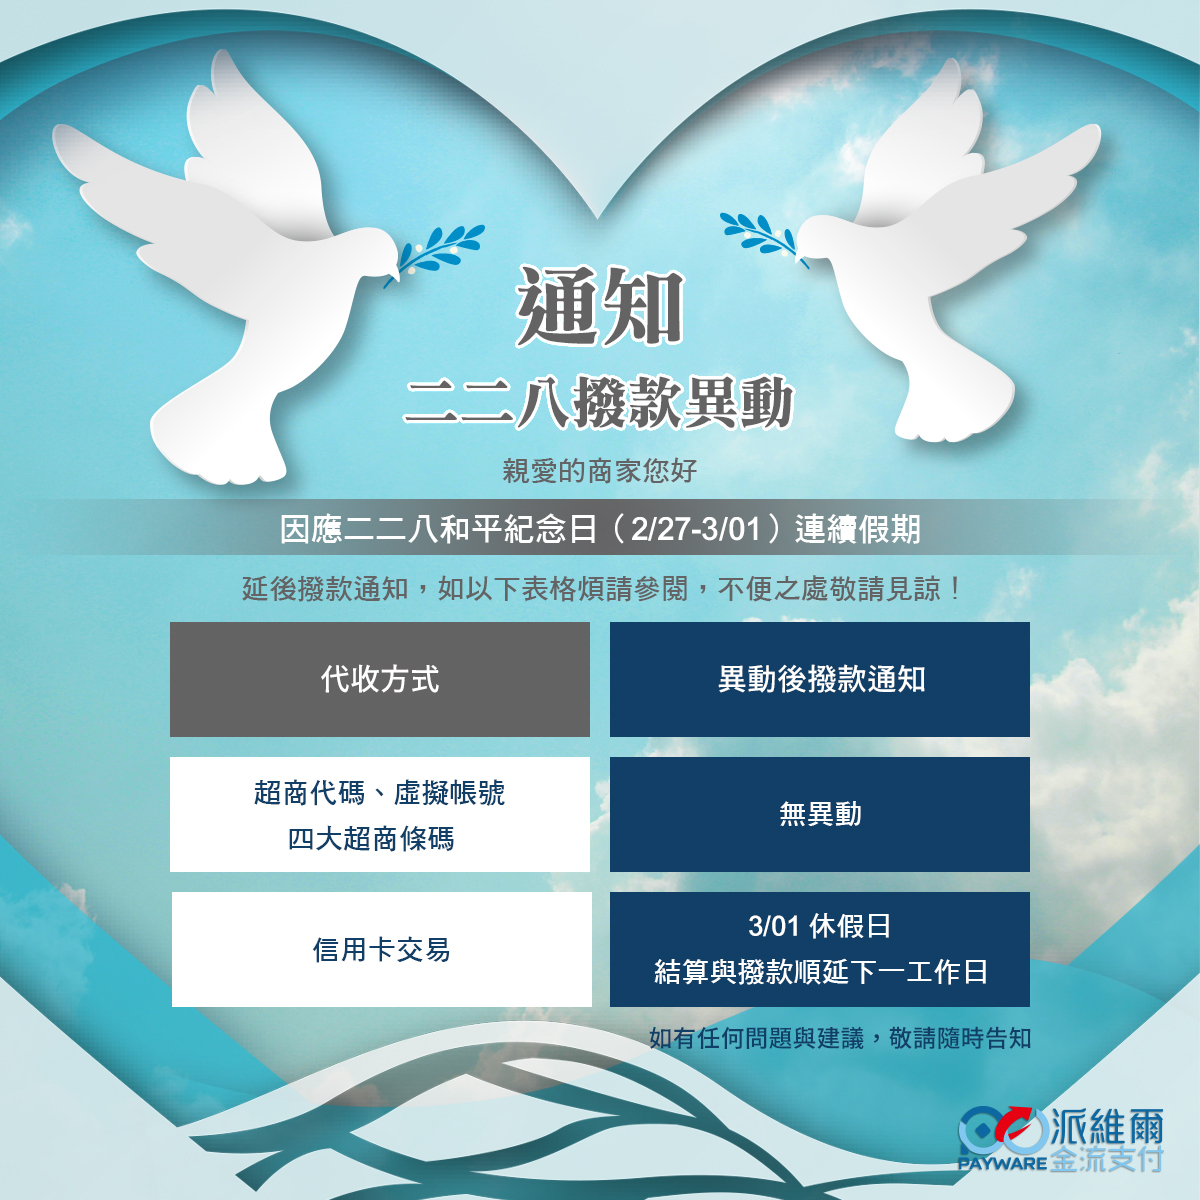 通知
二二八撥款異動
親愛的商家您好
因應二二八和平紀念日（2/27-3/01）連續假期
延後撥款通知，如以下表格煩請參閱，不便之處敬請見諒！
代收方式
異動後撥款通知
超商代碼、虛擬帳號
四大超商條碼
無異動
信用卡交易
3/01 休假日
結算與撥款順延下一工作日
如有任何問題與建議，敬請隨時告知
派維爾
PAYWARE 金流支付